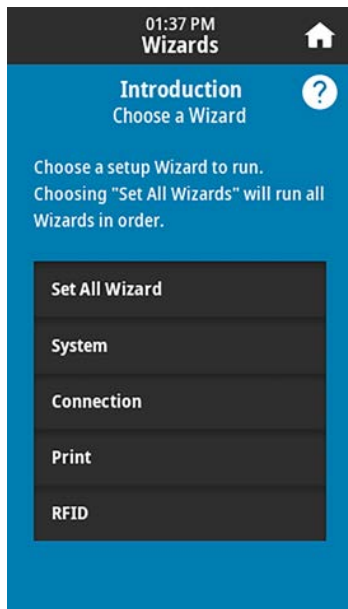 01:37 PM
Wizards
Introduction
?
Choose a Wizard
Choose a setup Wizard to run.
Choosing "Set All Wizards" will run all
Wizards in order.
Set All Wizard
System
Connection
Print
RFID